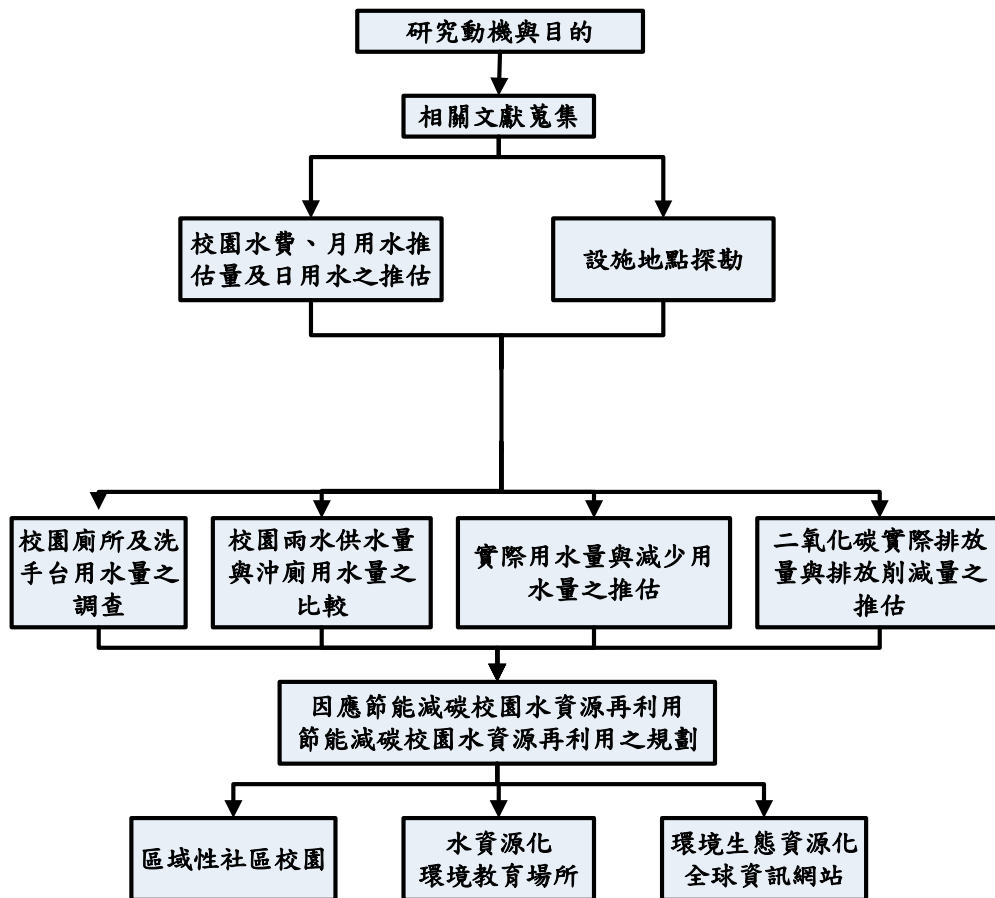 研究動機與目的
相關文獻蒐集
校園水費、月用水推
估量及日用水之推估
設施地點探勘
校園廁所及洗
手台用水量之
調查
校園雨水供水量
與沖廁用水量之
比較
實際用水量與減少用
水量之推估
二氧化碳實際排放
量與排放削減量之
推估
因應節能減碳校園水資源再利用
節能減碳校園水資源再利用之規劃
區域性社區校園
水資源化
環境教育場所
環境生態資源化
全球資訊網站